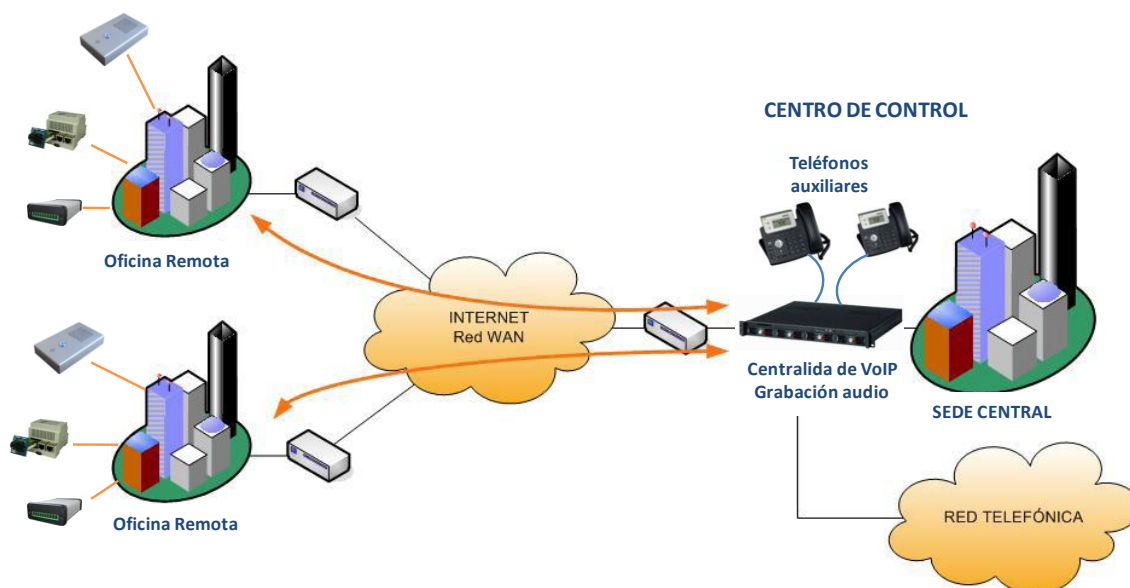 CENTRO DE CONTROL
Teléfonos
auxiliares
Oficina Remota
INTERNET
Red WAN
Centralida de VoIP
Grabación audio
SEDE CENTRAL
Oficina Remota
RED TELEFÓNICA